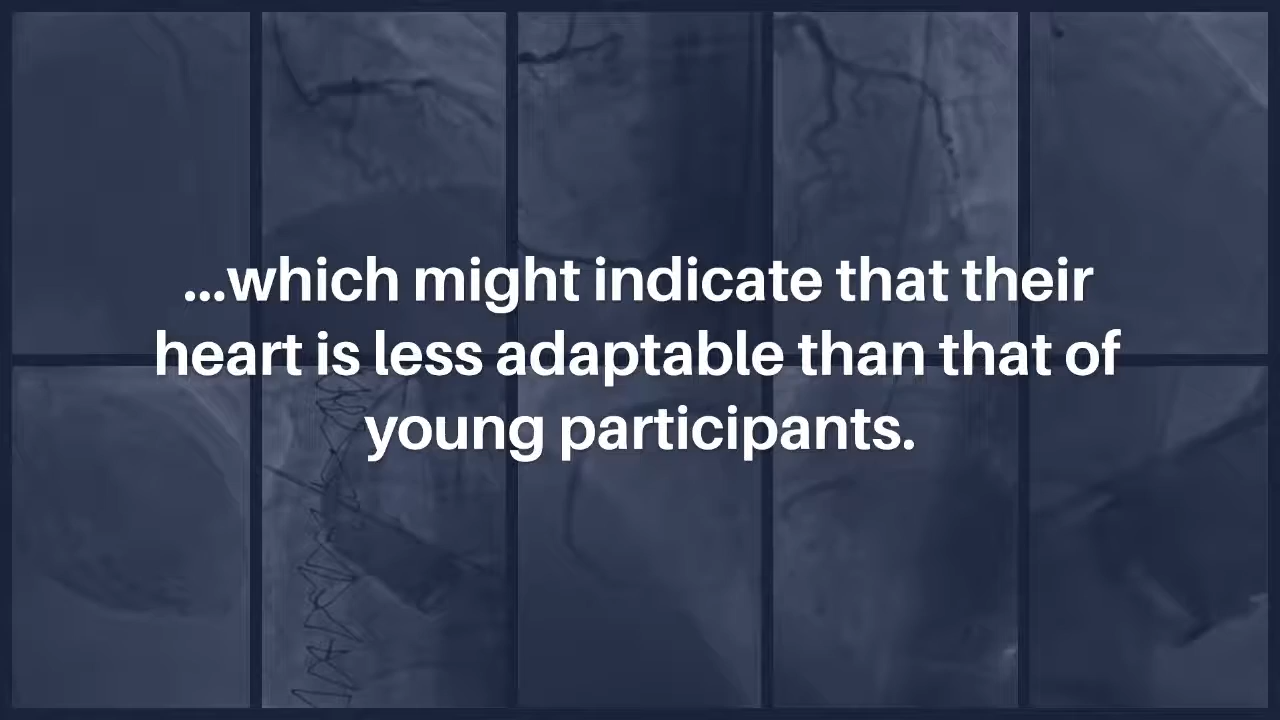 ...which might indicate that their
heart is less adaptable than that of
young participants.